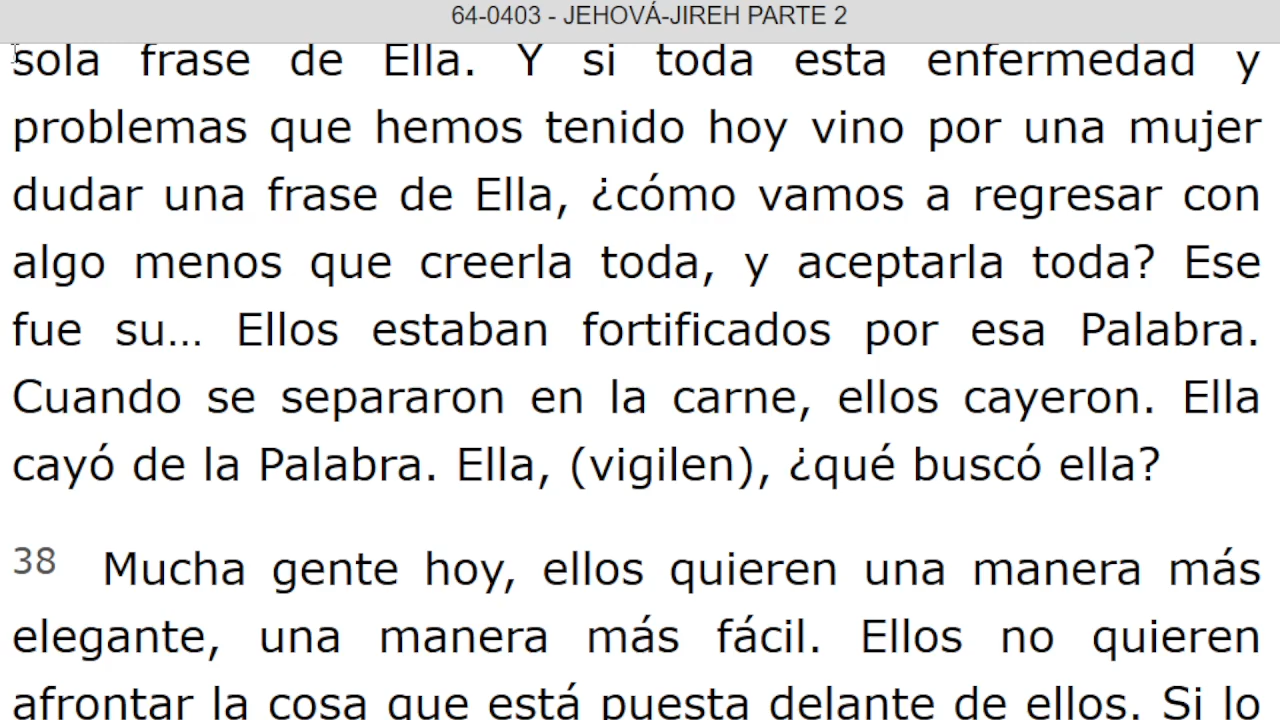 64-0403 - JEHOVÁ-JIREH PARTE 2
sola frase de Ella. Y si toda esta enfermedad y
problemas que hemos tenido hoy vino por una mujer
dudar una frase de Ella, ¿cómo vamos a regresar con
algo menos que creerla toda, y aceptarla toda? Ese
fue su... Ellos estaban fortificados por esa Palabra.
Cuando se separaron en la carne, ellos cayeron. Ella
cayó de la Palabra. Ella, (vigilen), ¿qué buscó ella?
38 Mucha gente hoy, ellos quieren una manera más
elegante, una manera más fácil. Ellos no quieren
afrontar la cosa que está puesta delante de ellos. Si lo